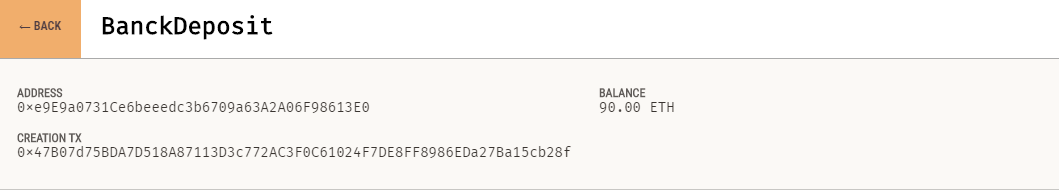 ← BACK
BanckDeposit
ADDRESS
0×e9E9a0731Ce6beeedc3b6709a63A2A06F98613E0
BALANCE
90.00 ETH
CREATION TX
0×47B07d75BDA7D518A87113D3c772AC3F0C61024F7DE8FF8986EDa27Ba15cb28f